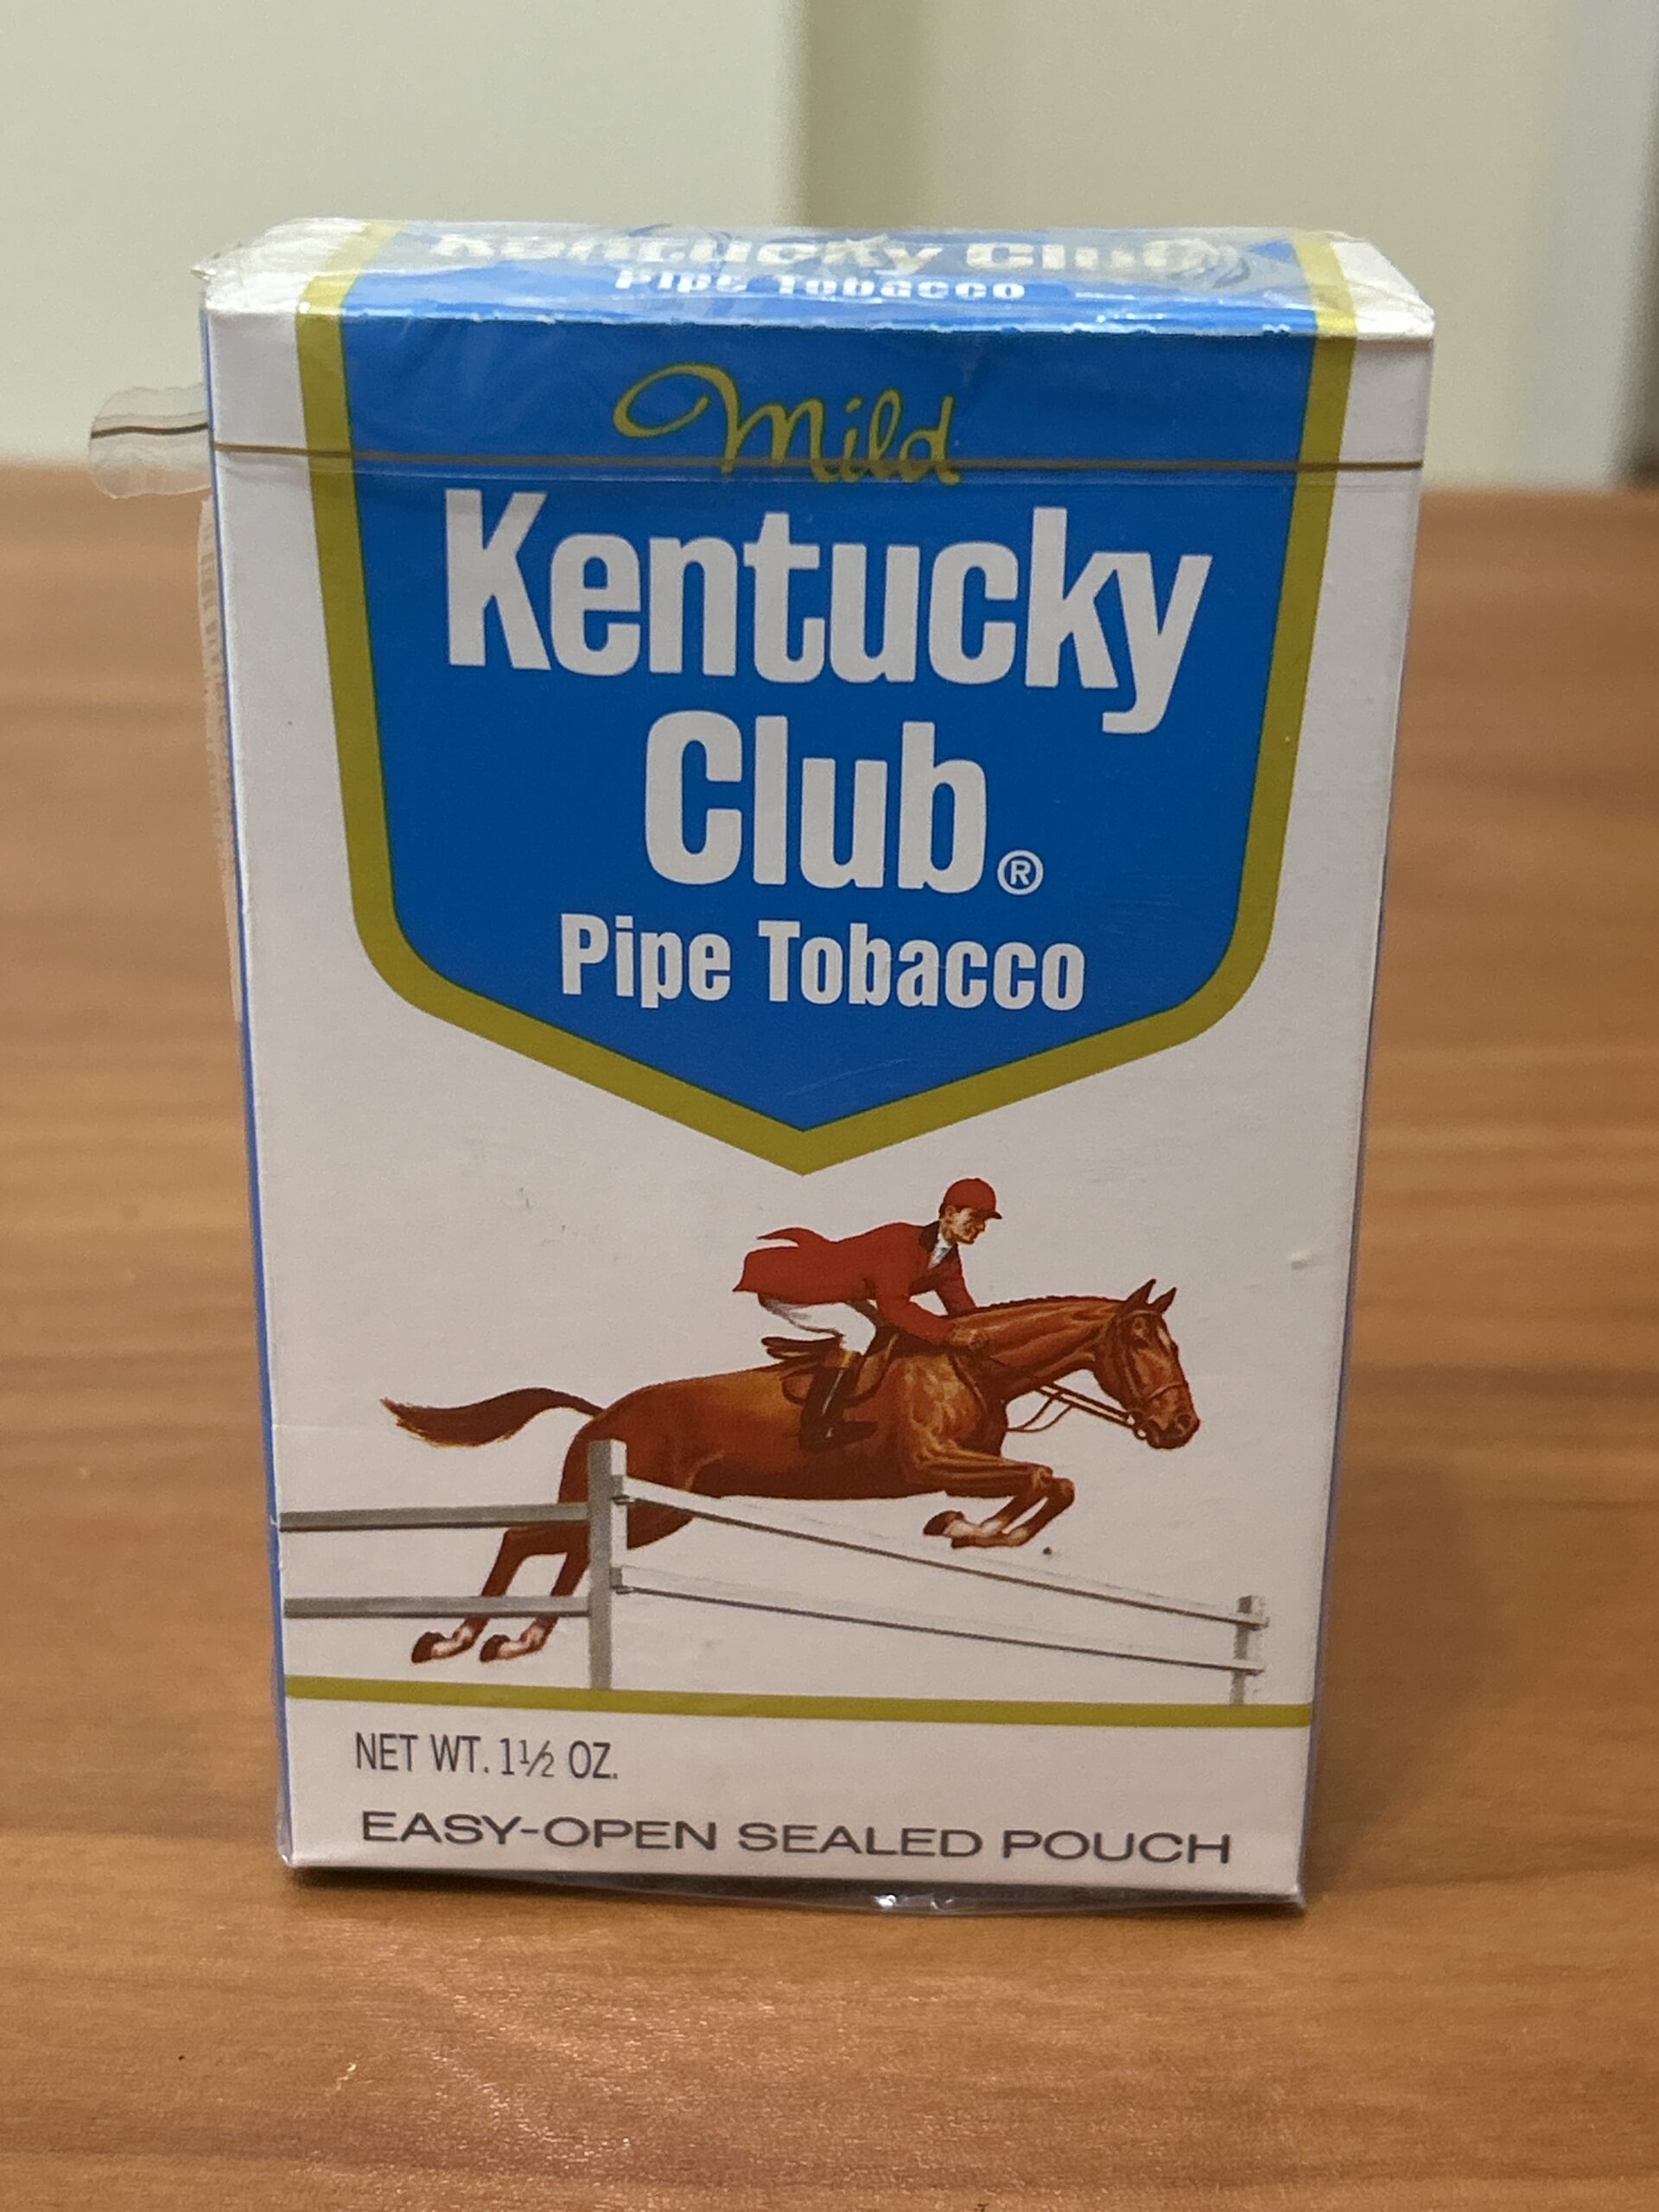 Kentucky Club
Pipe Tobacco
Mild
Kentucky
Club®
Pipe Tobacco
NET WT. 1½ OZ.
EASY-OPEN SEALED POUCH